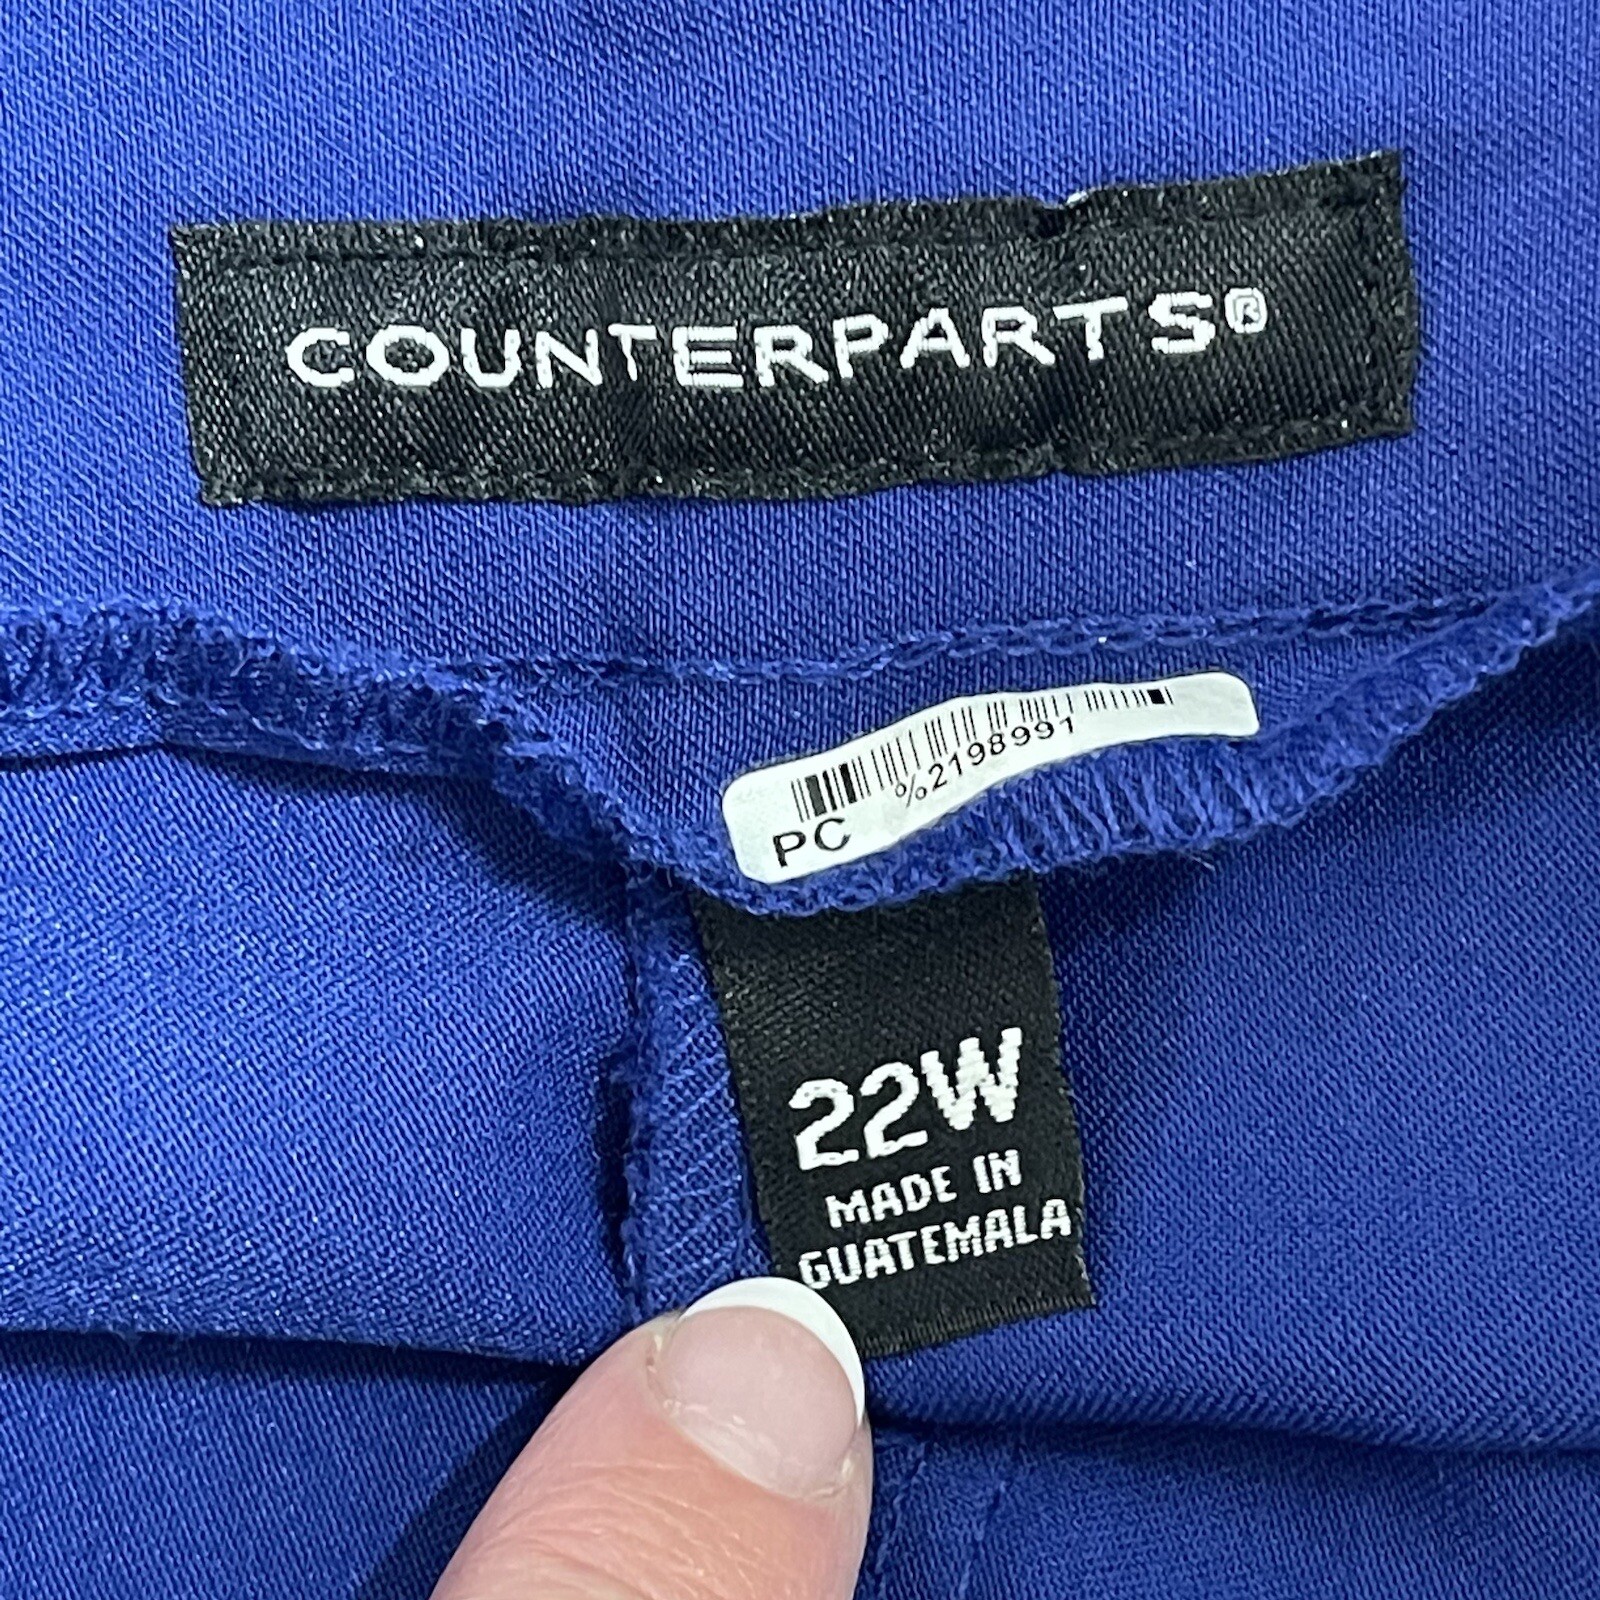 COUNTERPARTS®
%2198991
PC
22W
MADE IN
GUATEMALA